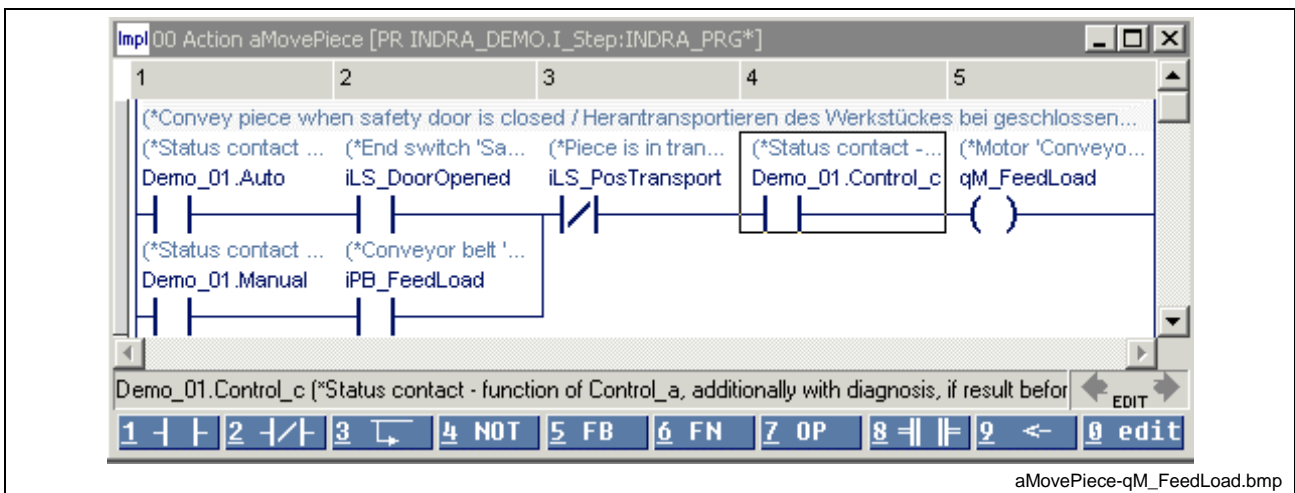 Impl 00 Action aMovePiece [PR INDRA_DEMO.I_Step:INDRA_PRG*]
1 2 3 4 5
(*Convey piece when safety door is closed / Herantransportieren des Werkstückes bei geschlossen...
(*Status contact ... (*End switch 'Sa... (*Piece is in tran... (*Status contact -... (*Motor 'Conveyo...
Demo_01.Auto iLS_DoorOpened iLS_PosTransport Demo_01.Control_c qM_FeedLoad
(*Status contact ... (*Conveyor belt '...
Demo_01.Manual iPB_FeedLoad
Demo_01.Control_c (*Status contact - function of Control_a, additionally with diagnosis, if result befor EDIT
1 2 3 4 NOT 5 FB 6 FN 7 OP 8 9 <- 0 edit
aMovePiece-qM_FeedLoad.bmp